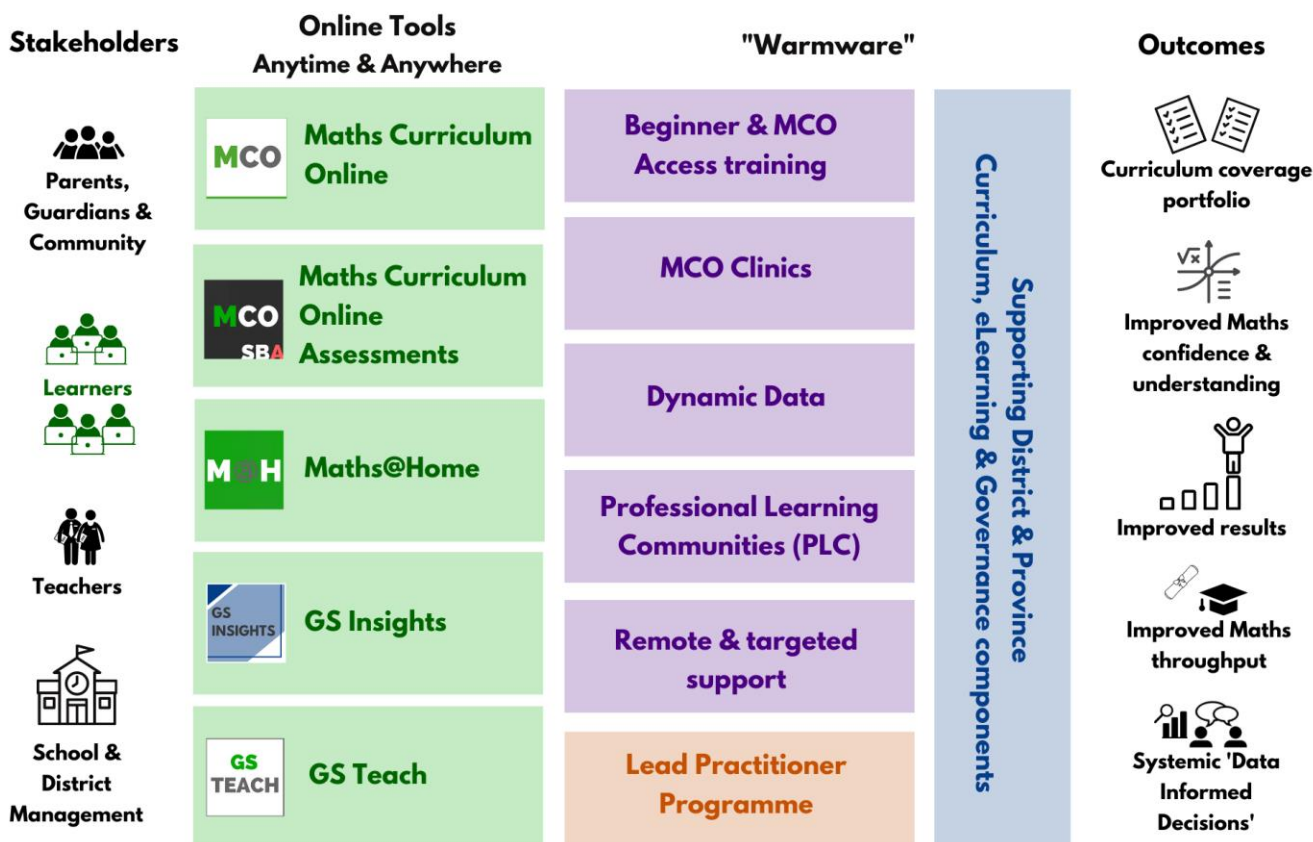 Stakeholders
Online Tools
Anytime & Anywhere
"Warmware"
Outcomes
Parents,
Guardians &
Community
Learners
Teachers
School &
District
Management
MCO
Maths Curriculum
Online
MCO
SBA
Maths Curriculum
Online
Assessments
M@H
Maths@Home
GS
INSIGHTS
GS Insights
GS
TEACH
GS Teach
Beginner & MCO
Access training
MCO Clinics
Dynamic Data
Professional Learning
Communities (PLC)
Remote & targeted
support
Lead Practitioner
Programme
Supporting District & Province
Curriculum, eLearning & Governance components
Curriculum coverage
portfolio
√x
Improved Maths
confidence &
understanding
Improved results
Improved Maths
throughput
Systemic 'Data
Informed
Decisions'